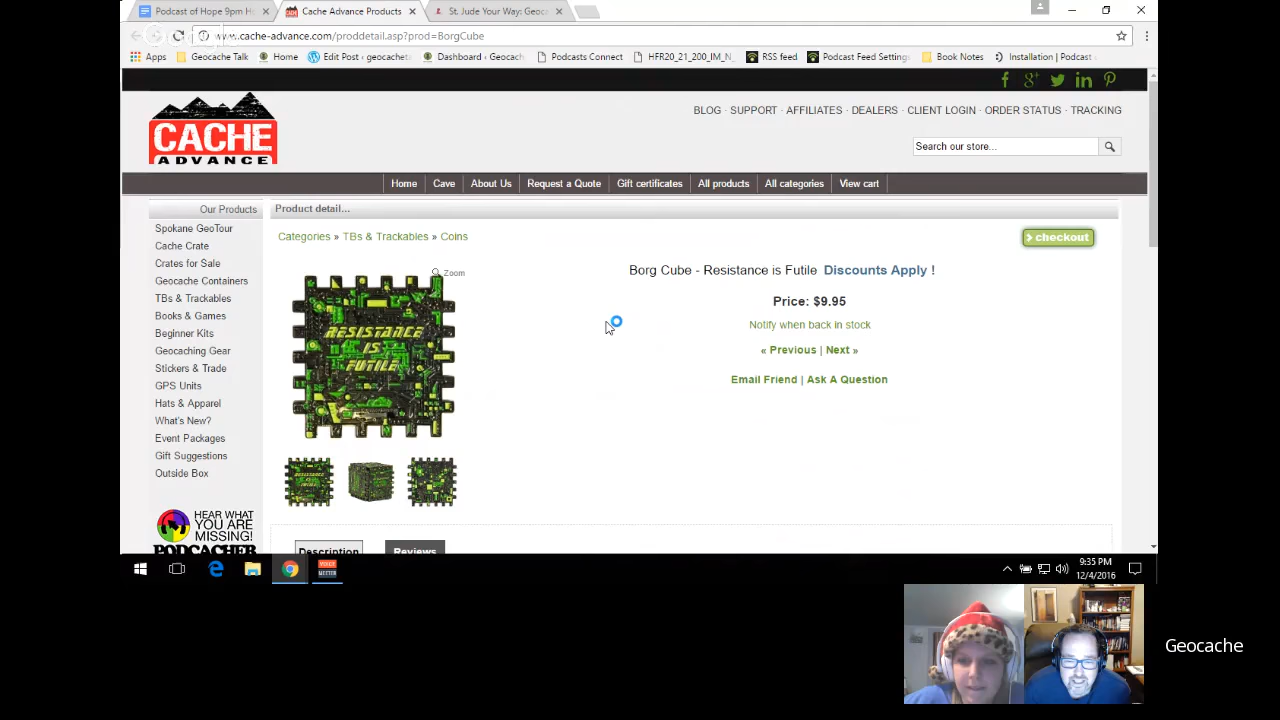 Podcast of Hope 9pm H
Cache Advance Products
St. Jude Your Way: Geoc
www.cache-advance.com/proddetail.asp?prod=BorgCube
Apps
Geocache Talk
Home
Edit Post ‹ geocachet
Dashboard ‹ Geocach
Podcasts Connect
HFR20_21_200_IM_N
RSS feed
Podcast Feed Settings
Book Notes
Installation | Podcast
CACHE
ADVANCE
BLOG · SUPPORT · AFFILIATES · DEALERS · CLIENT LOGIN · ORDER STATUS · TRACKING
Search our store...
Home
Cave
About Us
Request a Quote
Gift certificates
All products
All categories
View cart
Our Products
Spokane GeoTour
Cache Crate
Crates for Sale
Geocache Containers
TBs & Trackables
Books & Games
Beginner Kits
Geocaching Gear
Stickers & Trade
GPS Units
Hats & Apparel
What's New?
Event Packages
Gift Suggestions
Outside Box
HEAR WHAT
YOU ARE
MISSING!
PODCACHER
Product detail...
Categories » TBs & Trackables » Coins
checkout
Zoom
RESISTANCE
IS
FUTILE
Borg Cube - Resistance is Futile Discounts Apply !
Price: $9.95
Notify when back in stock
« Previous | Next »
Email Friend | Ask A Question
Description
Reviews
9:35 PM
12/4/2016
Geocache